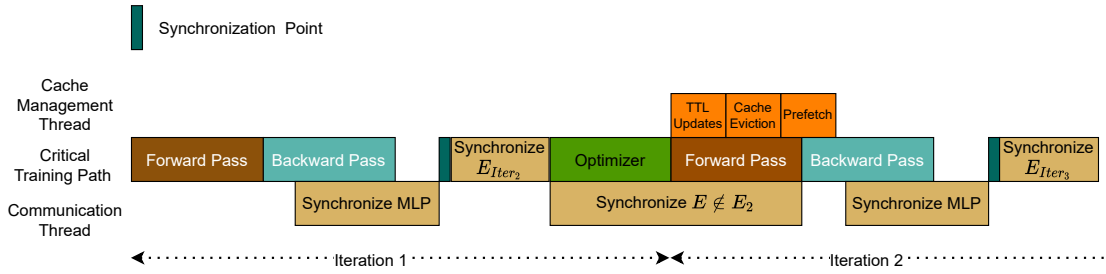 Synchronization Point
Cache
Management
Thread
TTL
Updates
Cache
Eviction
Prefetch
Critical
Training Path
Forward Pass
Backward Pass
Synchronize
$E_{Iter_2}$
Optimizer
Forward Pass
Backward Pass
Synchronize
$E_{Iter_3}$
Communication
Thread
Synchronize MLP
Synchronize $E \notin E_2$
Synchronize MLP
Iteration 1
Iteration 2